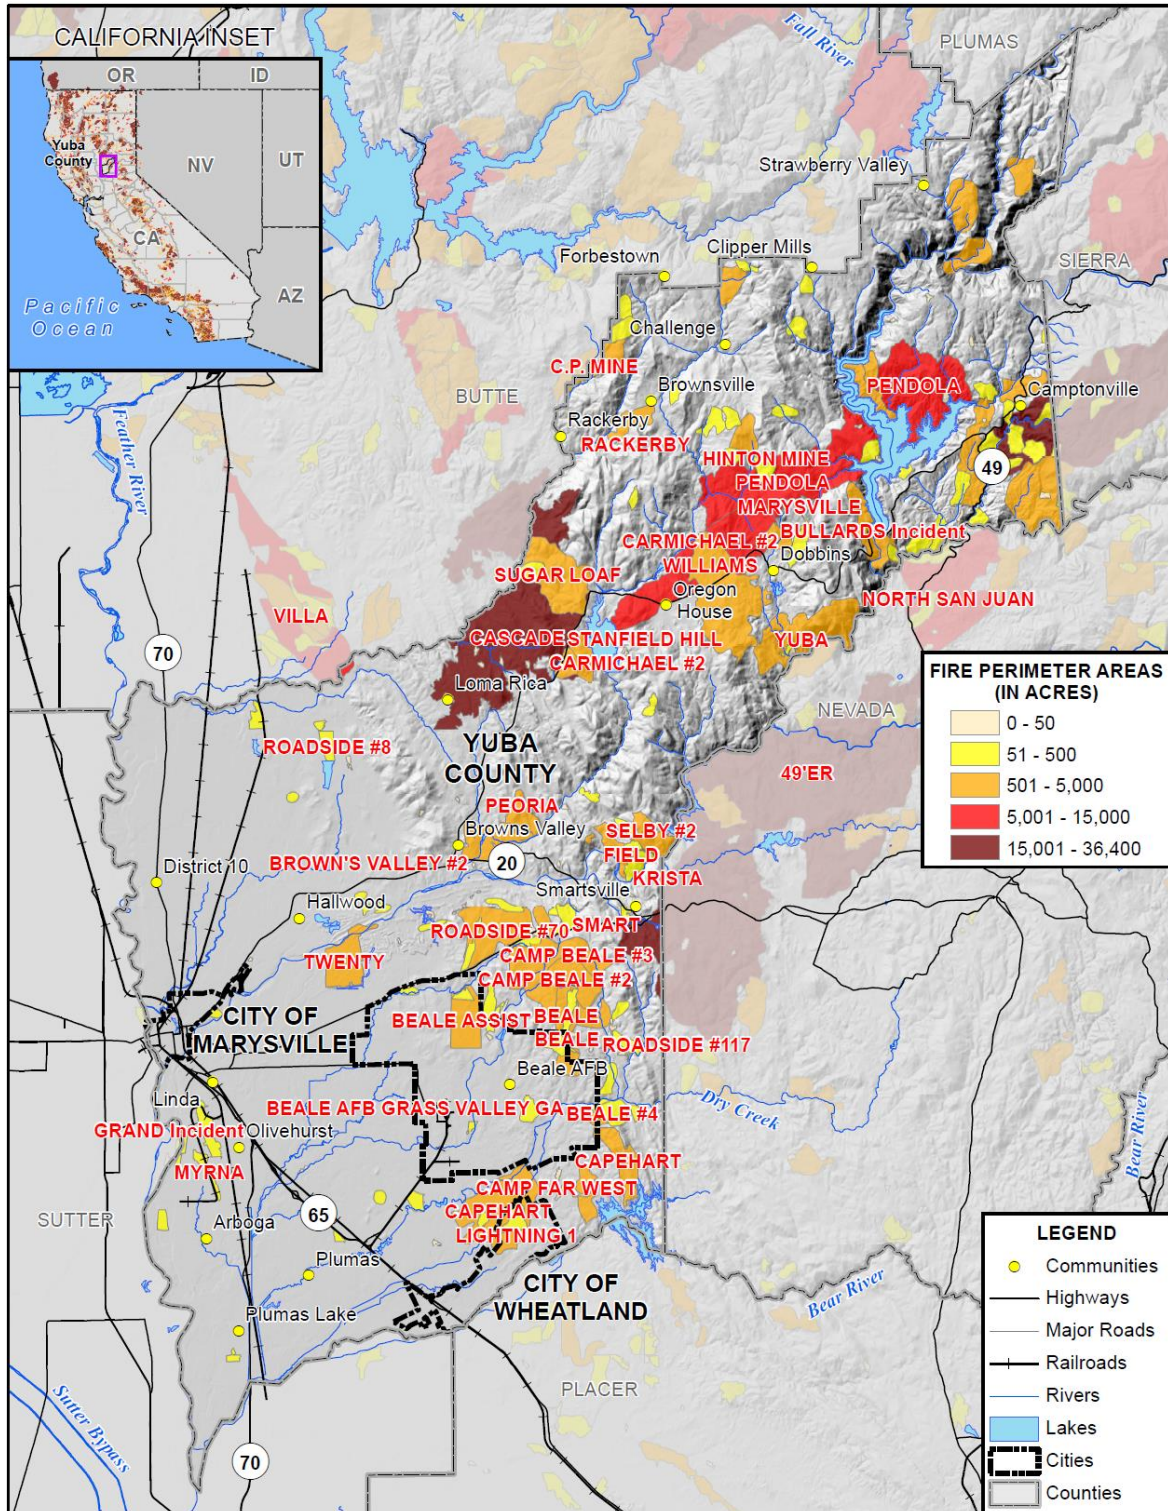 CALIFORNIA INSET
OR
ID
Yuba
County
NV
UT
CA
AZ
Pacific
Ocean
Fall River
PLUMAS
Strawberry Valley
SIERRA
Forbestown
Clipper Mills
Challenge
C.P. MINE
BUTTE
Brownsville
PENDOLA
Camptonville
Feather River
Rackerby
RACKERBY
HINTON MINE
49
PENDOLA
MARYSVILLE
BULLARDS Incident
CARMICHAEL #2
Dobbins
WILLIAMS
SUGAR LOAF
Oregon
House
NORTH SAN JUAN
VILLA
CASCADE
STANFIELD HILL
YUBA
CARMICHAEL #2
70
Loma Rica
FIRE PERIMETER AREAS
(IN ACRES)
0 - 50
51 - 500
501 - 5,000
5,001 - 15,000
15,001 - 36,400
NEVADA
ROADSIDE #8
YUBA
COUNTY
49'ER
PEORIA
Browns Valley
SELBY #2
BROWN'S VALLEY #2
20
FIELD
KRISTA
District 10
Smartsville
Hallwood
ROADSIDE #70
SMART
TWENTY
CAMP BEALE #3
CAMP BEALE #2
CITY OF
MARYSVILLE
BEALE ASSIST
BEALE
BEALE
ROADSIDE #117
Beale AFB
Linda
BEALE AFB GRASS VALLEY GA
BEALE #4
Dry Creek
Bear River
GRAND Incident
Olivehurst
MYRNA
CAPEHART
CAMP FAR WEST
SUTTER
65
CAPEHART
Arboga
LIGHTNING 1
Plumas
CITY OF
WHEATLAND
Bear River
Plumas Lake
PLACER
Sutter Bypass
70
LEGEND
Communities
Highways
Major Roads
Railroads
Rivers
Lakes
Cities
Counties